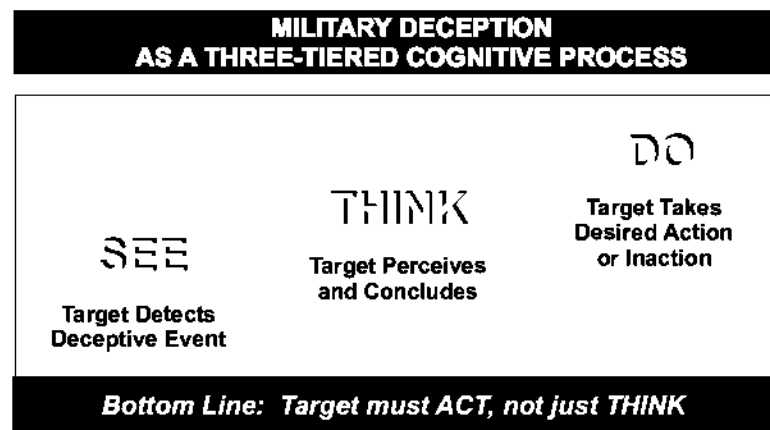 MILITARY DECEPTION
AS A THREE-TIERED COGNITIVE PROCESS
SEE
Target Detects
Deceptive Event
THINK
Target Perceives
and Concludes
DO
Target Takes
Desired Action
or Inaction
Bottom Line: Target must ACT, not just THINK